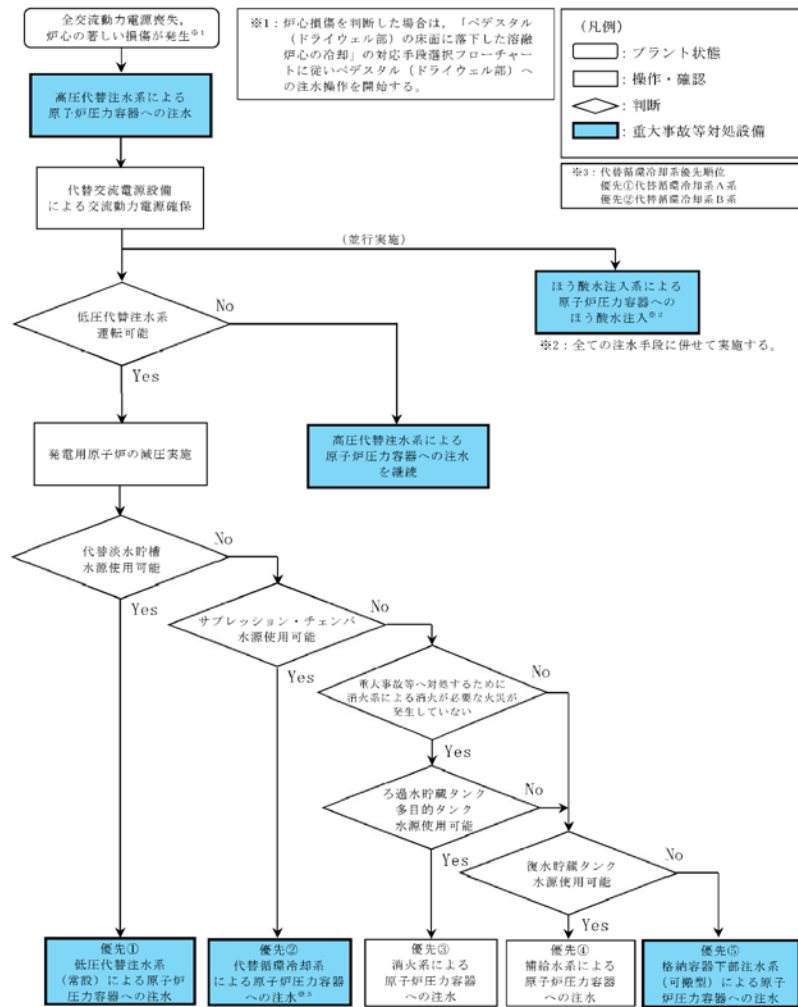 全交流動力電源喪失，
炉心の著しい損傷が発生※1
※1：炉心損傷を判断した場合は，「ペデスタル
（ドライウェル部）の床面に落下した溶融
炉心の冷却」の対応手段選択フローチャー
トに従いペデスタル（ドライウェル部）へ
の注水操作を開始する。
（凡例）
：プラント状態
：操作・確認
：判断
：重大事故等対処設備
※3：代替循環冷却系優先順位
優先①代替循環冷却系Ａ系
優先②代替循環冷却系Ｂ系
高圧代替注水系による
原子炉圧力容器への注水
代替交流電源設備
による交流動力電源確保
（並行実施）
ほう酸水注入系による
原子炉圧力容器への
ほう酸水注入※2
※2：全ての注水手段に併せて実施する。
低圧代替注水系
運転可能
No
Yes
高圧代替注水系による
原子炉圧力容器への注水
を継続
発電用原子炉の減圧実施
代替淡水貯槽
水源使用可能
No
Yes
サプレッション・チェンバ
水源使用可能
No
Yes
重大事故等へ対処するために
消火系による消火が必要な火災が
発生していない
No
Yes
ろ過水貯蔵タンク
多目的タンク
水源使用可能
No
Yes
復水貯蔵タンク
水源使用可能
No
Yes
優先①
低圧代替注水系
（常設）による原子炉
圧力容器への注水
優先②
代替循環冷却系
による原子炉圧力容器
への注水※3
優先③
消火系による
原子炉圧力容器
への注水
優先④
補給水系による
原子炉圧力容器
への注水
優先⑤
格納容器下部注水系
（可搬型）による原子
炉圧力容器への注水